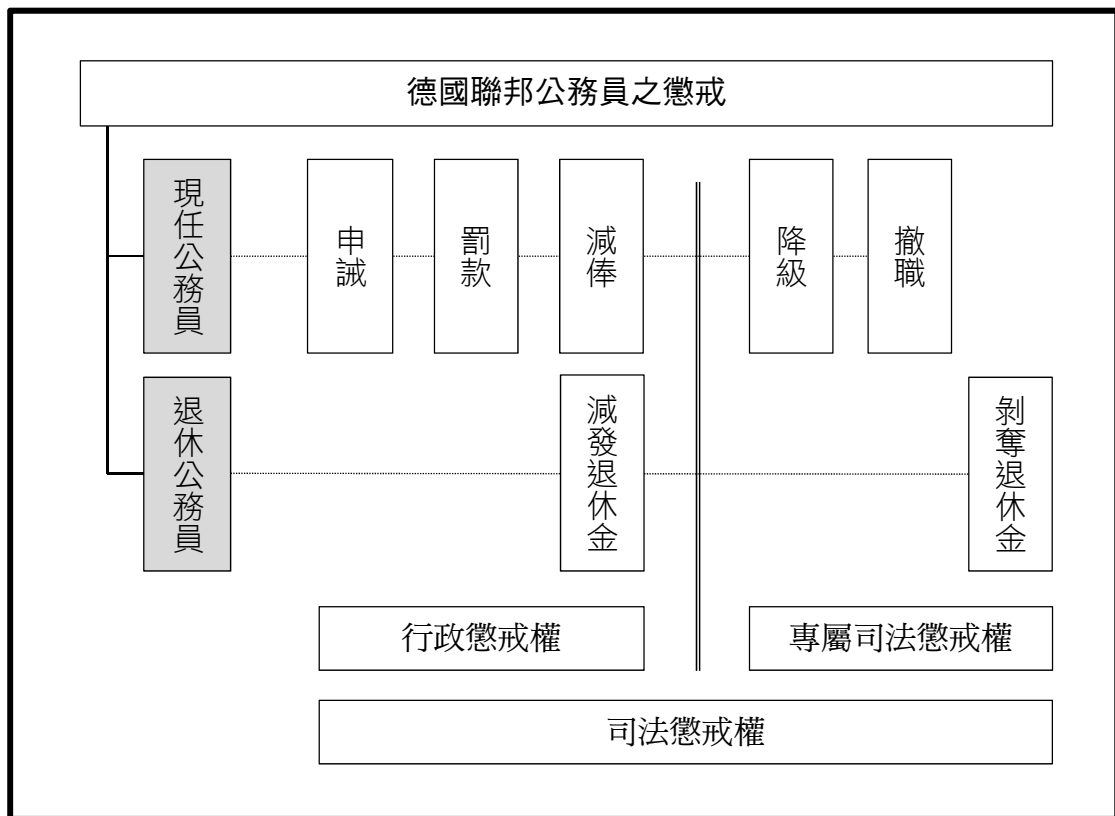 德國聯邦公務員之懲戒
現任公務員
申誡
罰款
減俸
降級
撤職
退休公務員
減發退休金
剝奪退休金
行政懲戒權
專屬司法懲戒權
司法懲戒權